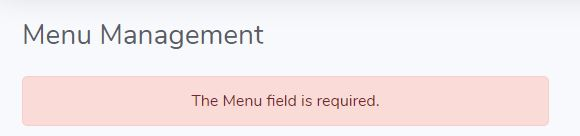 Menu Management
The Menu field is required.